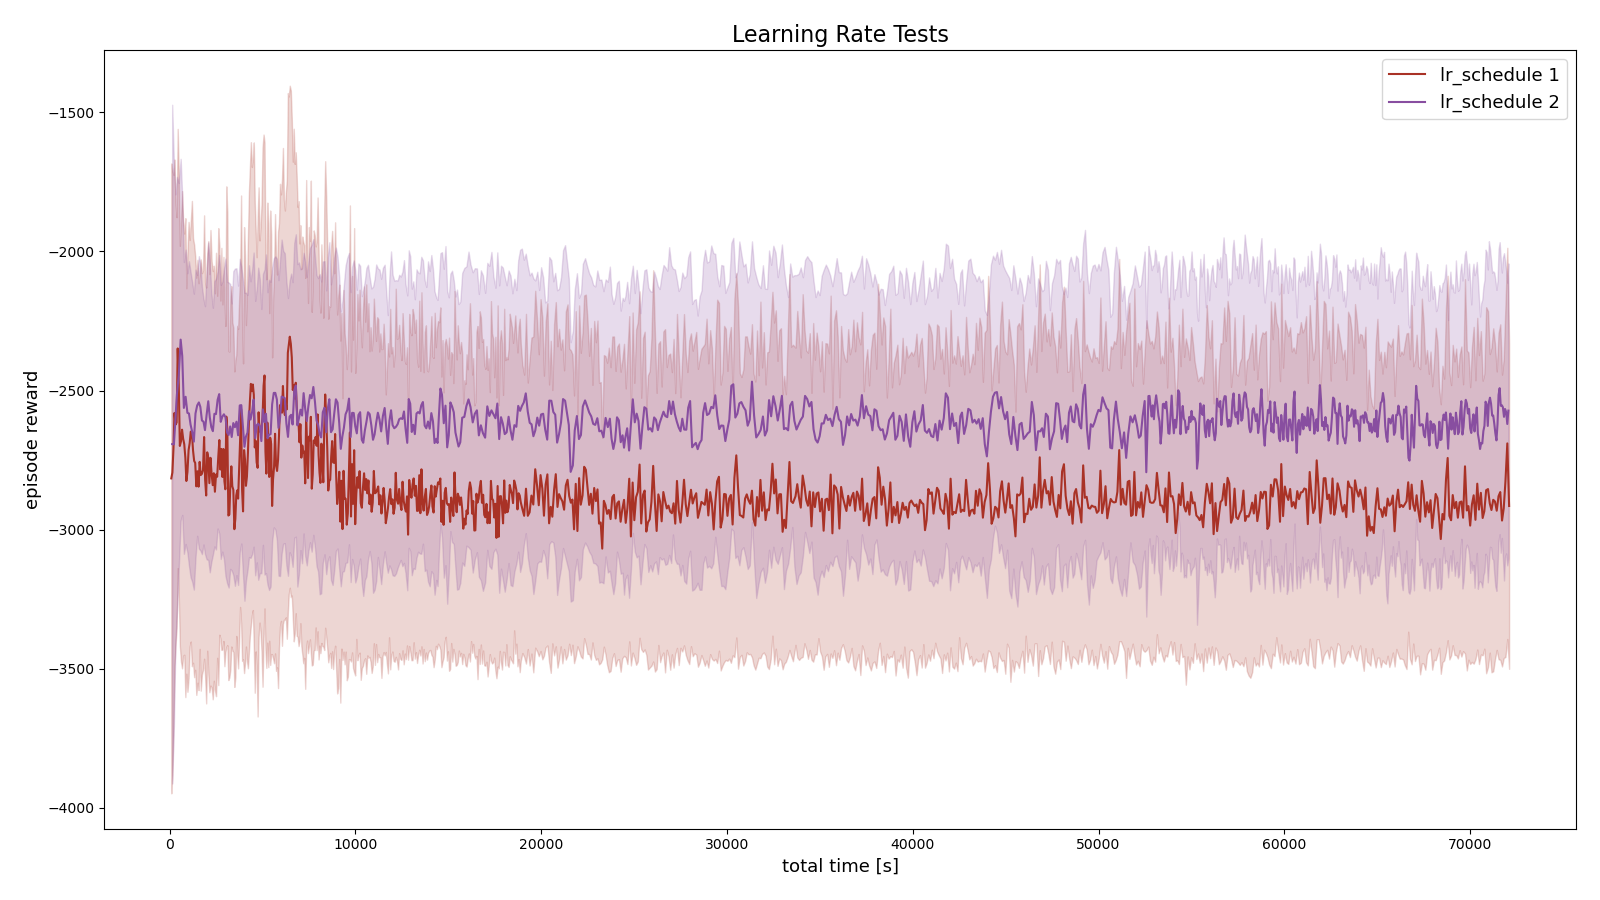 Learning Rate Tests
lr_schedule 1
lr_schedule 2
episode reward
−1500
−2000
−2500
−3000
−3500
−4000
0 10000 20000 30000 40000 50000 60000 70000
total time [s]